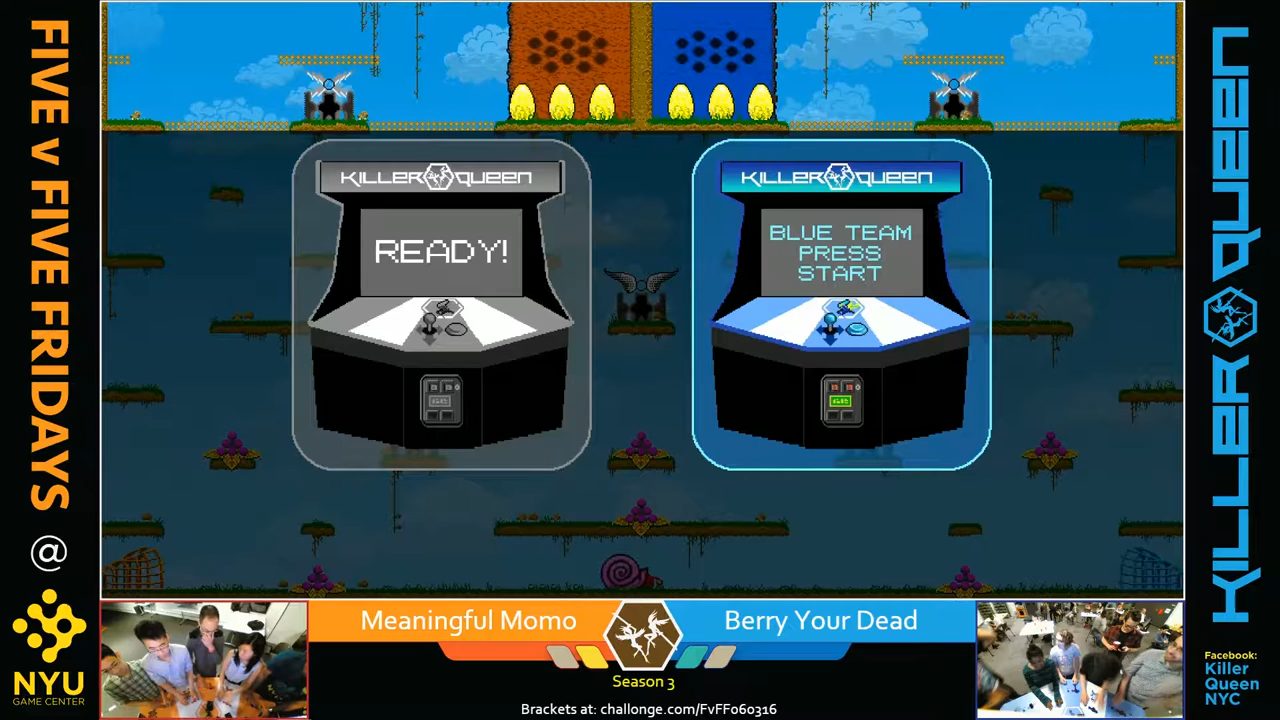 FIVE v FIVE FRIDAYS @
NYU
GAME CENTER
KILLER QUEEN
READY!
KILLER QUEEN
BLUE TEAM
PRESS
START
Meaningful Momo
Berry Your Dead
Season 3
Brackets at: challonge.com/FvFF060316
KILLER QUEEN
Facebook:
Killer
Queen
NYC